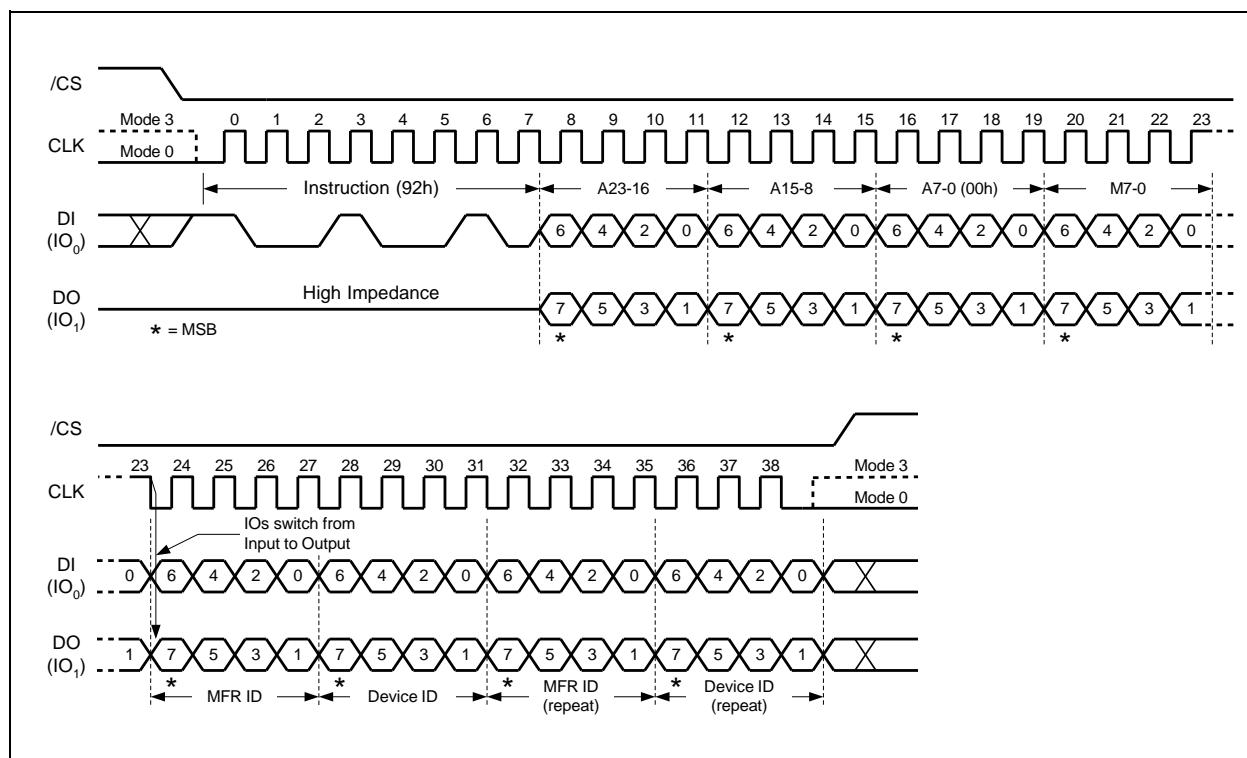 /CS
Mode 3 0 1 2 3 4 5 6 7 8 9 10 11 12 13 14 15 16 17 18 19 20 21 22 23
CLK
Mode 0
Instruction (92h) A23-16 A15-8 A7-0 (00h) M7-0
DI
(IO0)
6 4 2 0 6 4 2 0 6 4 2 0 6 4 2 0
High Impedance
DO
(IO1)
7 5 3 1 7 5 3 1 7 5 3 1 7 5 3 1
* * * *
* = MSB
/CS
23 24 25 26 27 28 29 30 31 32 33 34 35 36 37 38 Mode 3
CLK
Mode 0
IOs switch from
Input to Output
DI
(IO0)
0 6 4 2 0 6 4 2 0 6 4 2 0 6 4 2 0
DO
(IO1)
1 7 5 3 1 7 5 3 1 7 5 3 1 7 5 3 1
* * * *
MFR ID Device ID MFR ID
(repeat) Device ID
(repeat)